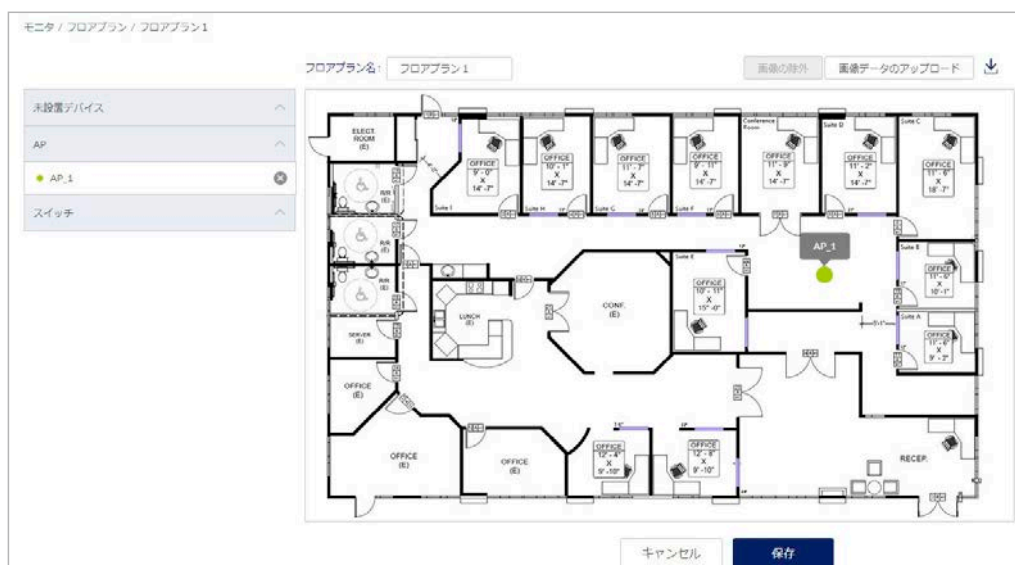 モニタ / フロアプラン / フロアプラン1
フロアプラン名: フロアプラン1
画像の除外
画像データのアップロード
未設置デバイス
AP
AP_1
スイッチ
ELECT.
ROOM
(E)
Suite I
OFFICE
9' - 0"
X
14' -7"
Suite H
OFFICE
10' - 1"
X
14' -7"
Suite G
OFFICE
11' - 7"
X
14' -7"
Suite F
OFFICE
9' - 11"
X
14' -7"
Conference
Room
OFFICE
11' - 9"
X
14' -7"
Suite D
OFFICE
11' - 2"
X
14' -7"
Suite C
OFFICE
11' - 6"
X
18' -7"
R/R
(E)
R/R
(E)
R/R
(E)
AP_1
Suite E
OFFICE
10' - 11"
X
15' -0"
Suite B
OFFICE
11' - 6"
X
10' -1"
Suite A
OFFICE
11' - 6"
X
9' - 2"
5'-1"
CONF.
(E)
LUNCH
(E)
SERVER
(E)
OFFICE
(E)
OFFICE
(E)
OFFICE
(E)
OFFICE
12' - 4"
X
9' -10"
OFFICE
12' - 8"
X
9' -10"
RECEP.
キャンセル
保存